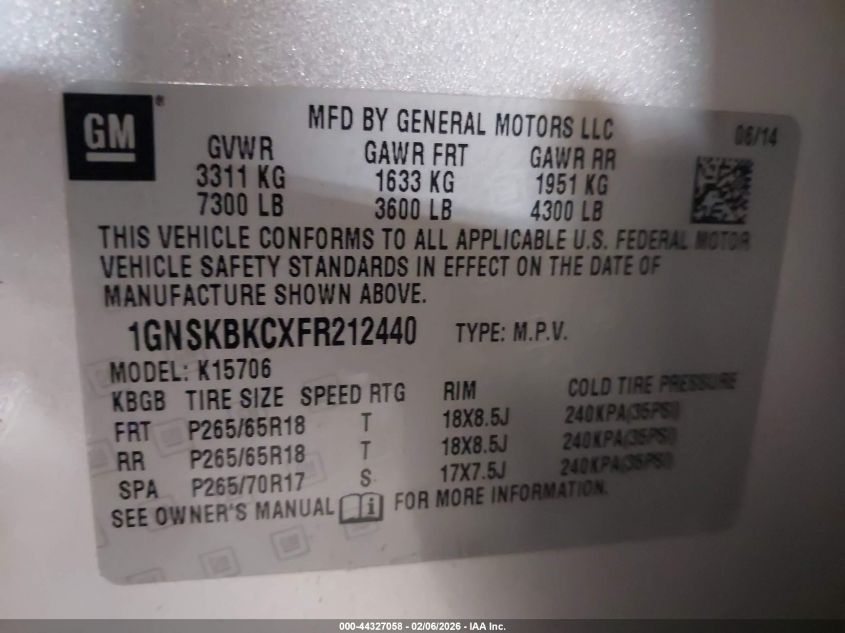 GM®
MFD BY GENERAL MOTORS LLC
06/14
GVWR GAWR FRT GAWR RR
3311 KG 1633 KG 1951 KG
7300 LB 3600 LB 4300 LB
THIS VEHICLE CONFORMS TO ALL APPLICABLE U.S. FEDERAL MOTOR
VEHICLE SAFETY STANDARDS IN EFFECT ON THE DATE OF
MANUFACTURE SHOWN ABOVE.
1GNSKBKCXFR212440 TYPE: M.P.V.
MODEL: K15706
KBGB TIRE SIZE SPEED RTG RIM COLD TIRE PRESSURE
FRT P265/65R18 T 18X8.5J 240KPA(35PSI)
RR P265/65R18 T 18X8.5J 240KPA(35PSI)
SPA P265/70R17 S 17X7.5J 240KPA(35PSI)
SEE OWNER'S MANUAL i FOR MORE INFORMATION.
000-44327058 - 02/06/2026 - IAA Inc.